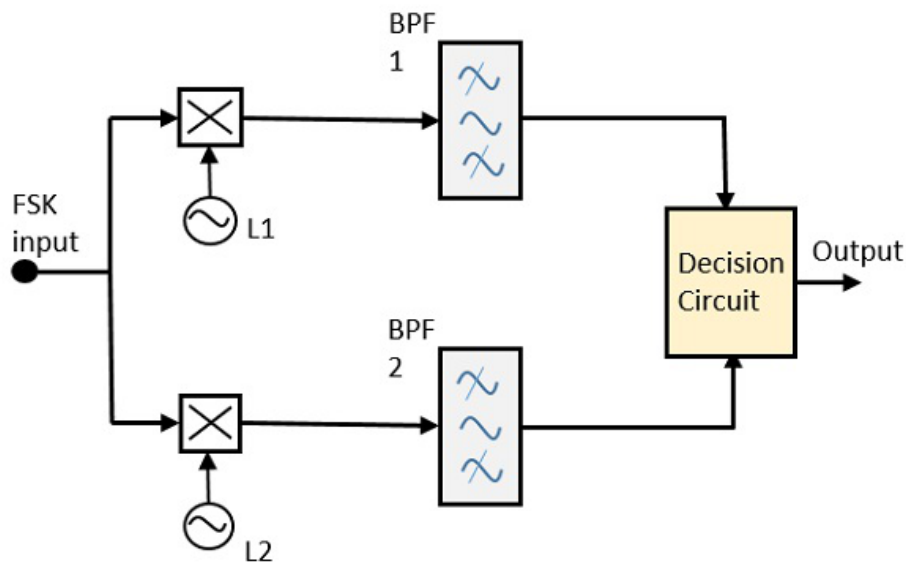 BPF
1
L1
FSK
input
Decision
Circuit
Output
BPF
2
L2